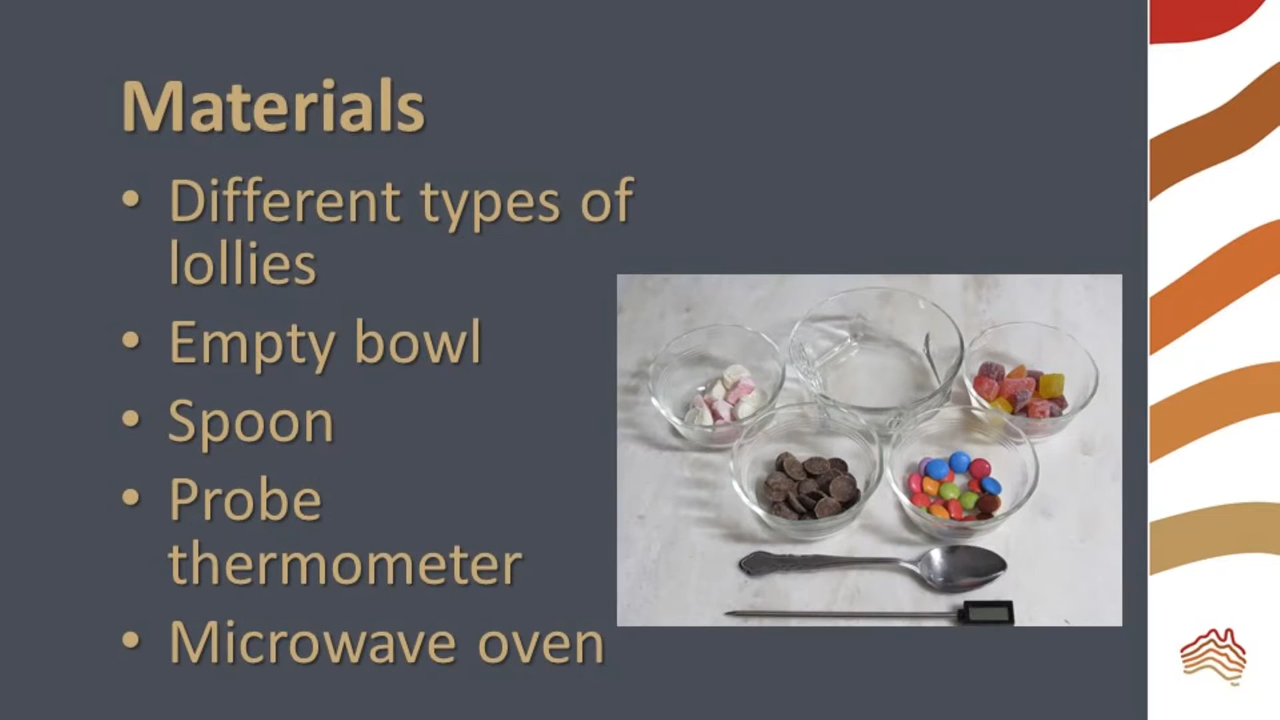 Materials
• Different types of
lollies
• Empty bowl
• Spoon
• Probe
thermometer
• Microwave oven